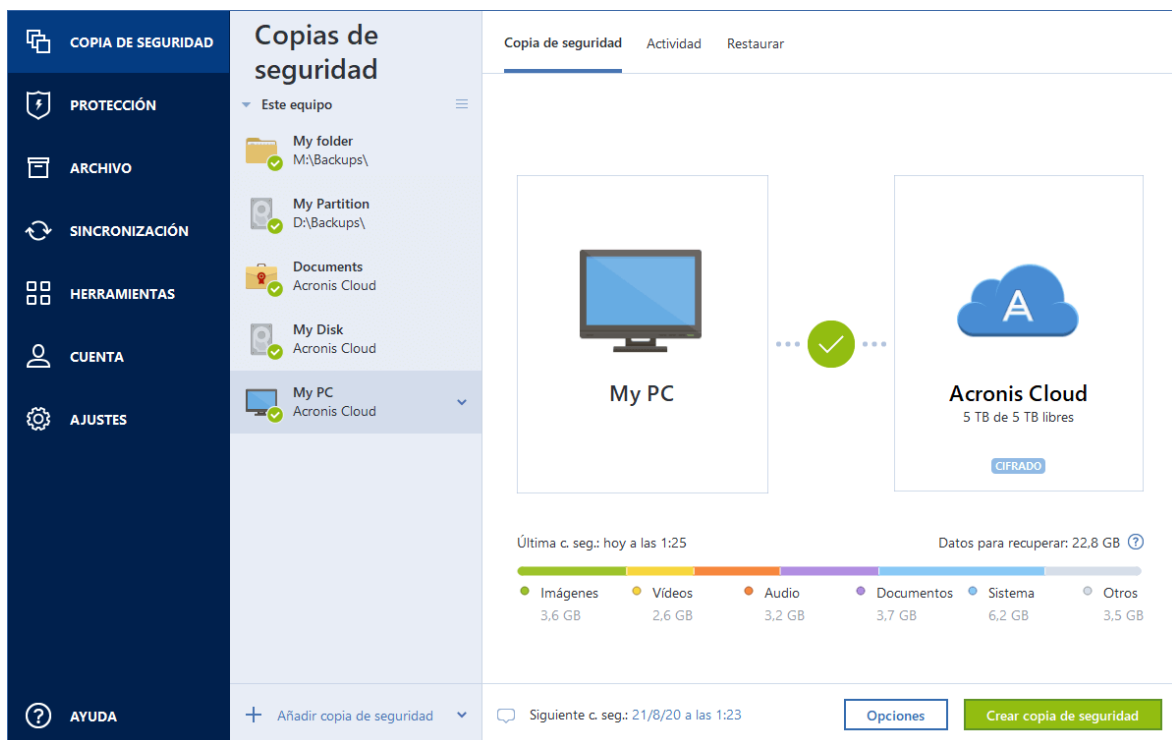 COPIA DE SEGURIDAD
PROTECCIÓN
ARCHIVO
SINCRONIZACIÓN
HERRAMIENTAS
CUENTA
AJUSTES
AYUDA
Copias de
seguridad
Este equipo
My folder
M:\Backups\
My Partition
D:\Backups\
Documents
Acronis Cloud
My Disk
Acronis Cloud
My PC
Acronis Cloud
Añadir copia de seguridad
Copia de seguridad Actividad Restaurar
My PC
A
Acronis Cloud
5 TB de 5 TB libres
CIFRADO
Última c. seg.: hoy a las 1:25 Datos para recuperar: 22,8 GB ?
Imágenes Vídeos Audio Documentos Sistema Otros
3,6 GB 2,6 GB 3,2 GB 3,7 GB 6,2 GB 3,5 GB
Siguiente c. seg.: 21/8/20 a las 1:23 Opciones Crear copia de seguridad